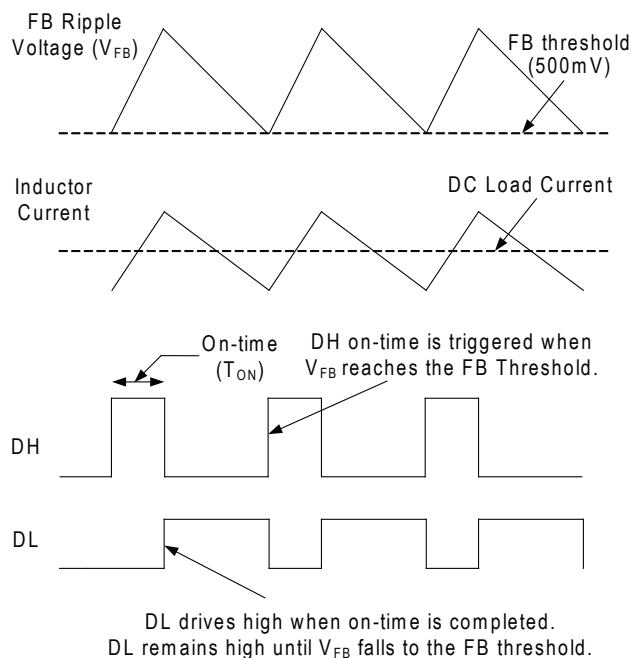 FB Ripple
Voltage (VFB)
FB threshold
(500mV)
Inductor
Current
DC Load Current
On-time
(TON)
DH on-time is triggered when
VFB reaches the FB Threshold.
DH
DL
DL drives high when on-time is completed.
DL remains high until VFB falls to the FB threshold.